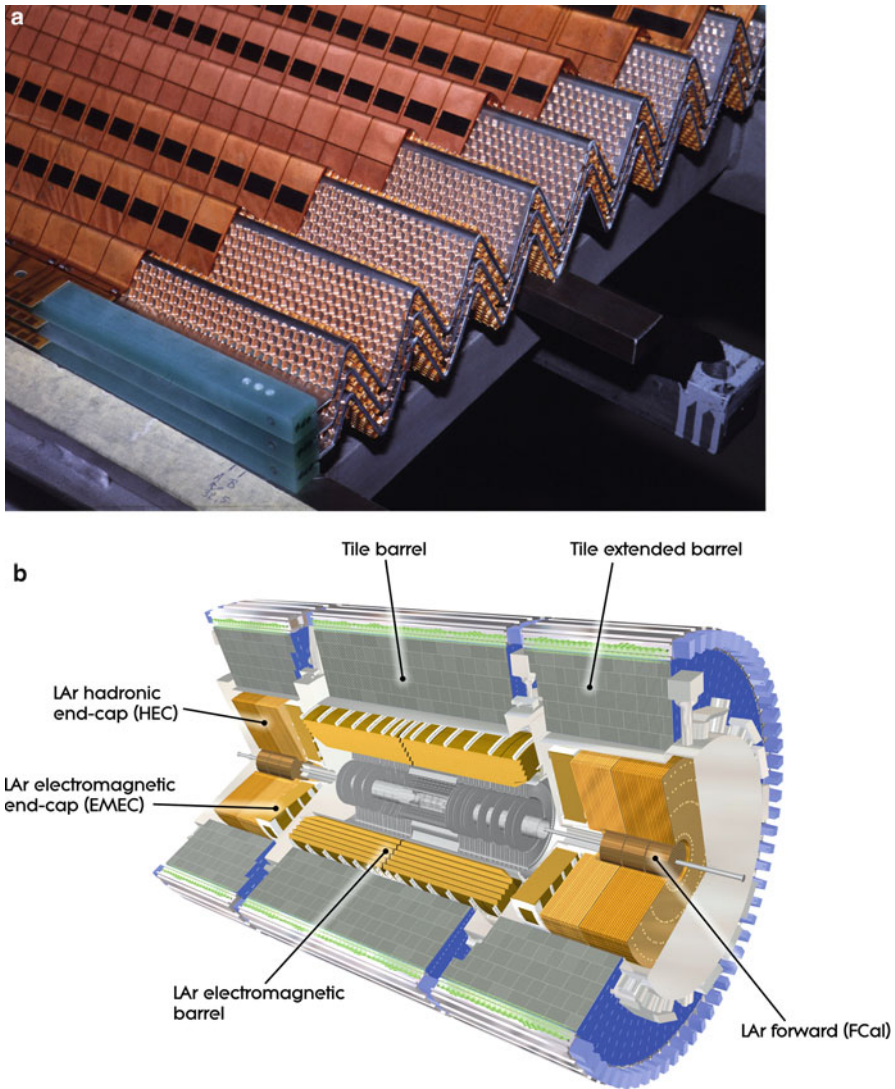 a
b
Tile barrel
Tile extended barrel
LAr hadronic
end-cap (HEC)
LAr electromagnetic
end-cap (EMEC)
LAr electromagnetic
barrel
LAr forward (FCal)